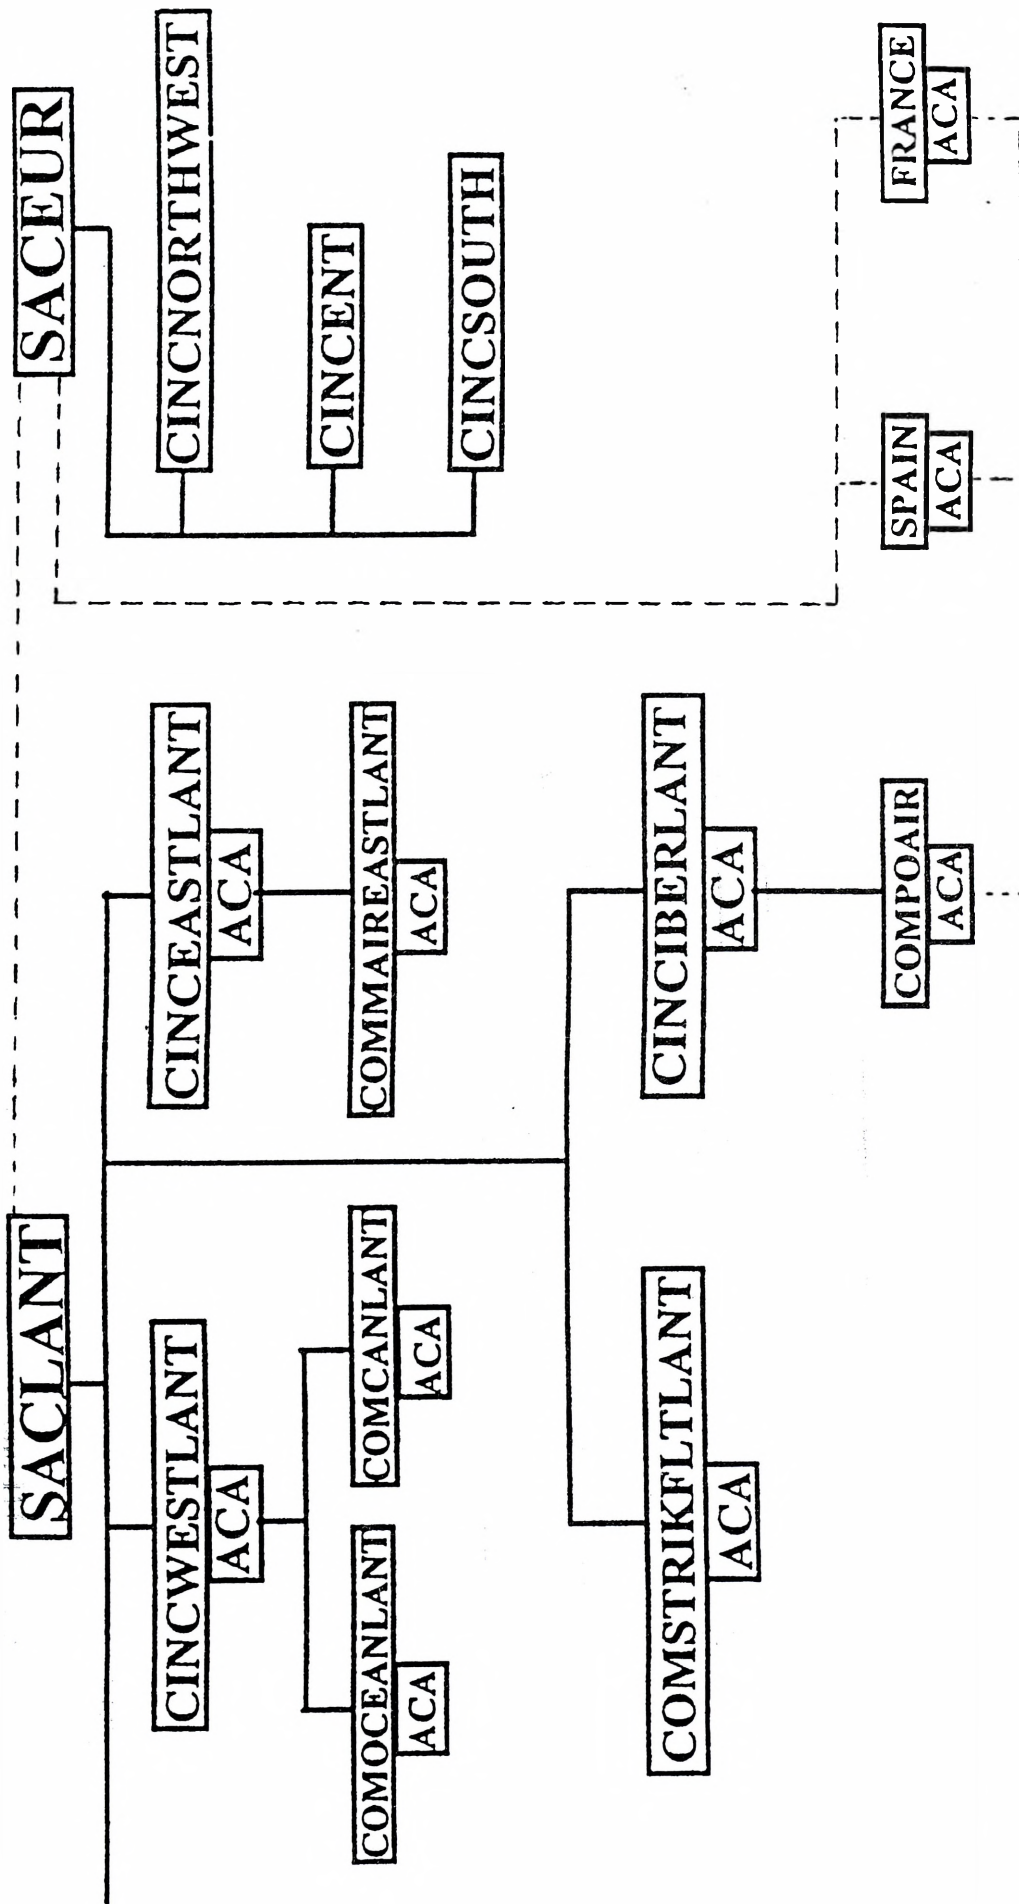 SACLANT
SACEUR
CINCWESTLANT
ACA
CINCEASTLANT
ACA
CINCNORTHWEST
COMOCEANLANT
ACA
COMCANLANT
ACA
COMMAIREASTLANT
ACA
CINCENT
CINCSOUTH
COMSTRIKFLTLANT
ACA
CINCIBERLANT
ACA
COMPOAIR
ACA
SPAIN
ACA
FRANCE
ACA